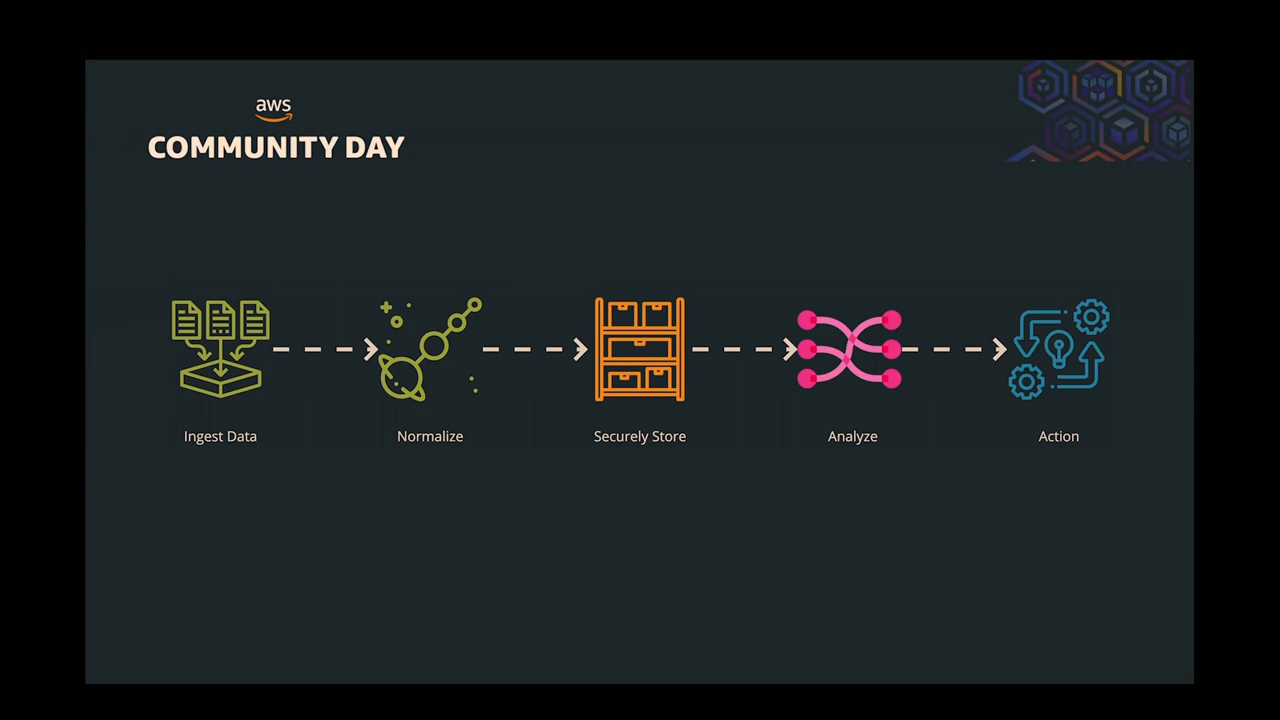 aws
COMMUNITY DAY
Ingest Data
Normalize
Securely Store
Analyze
Action